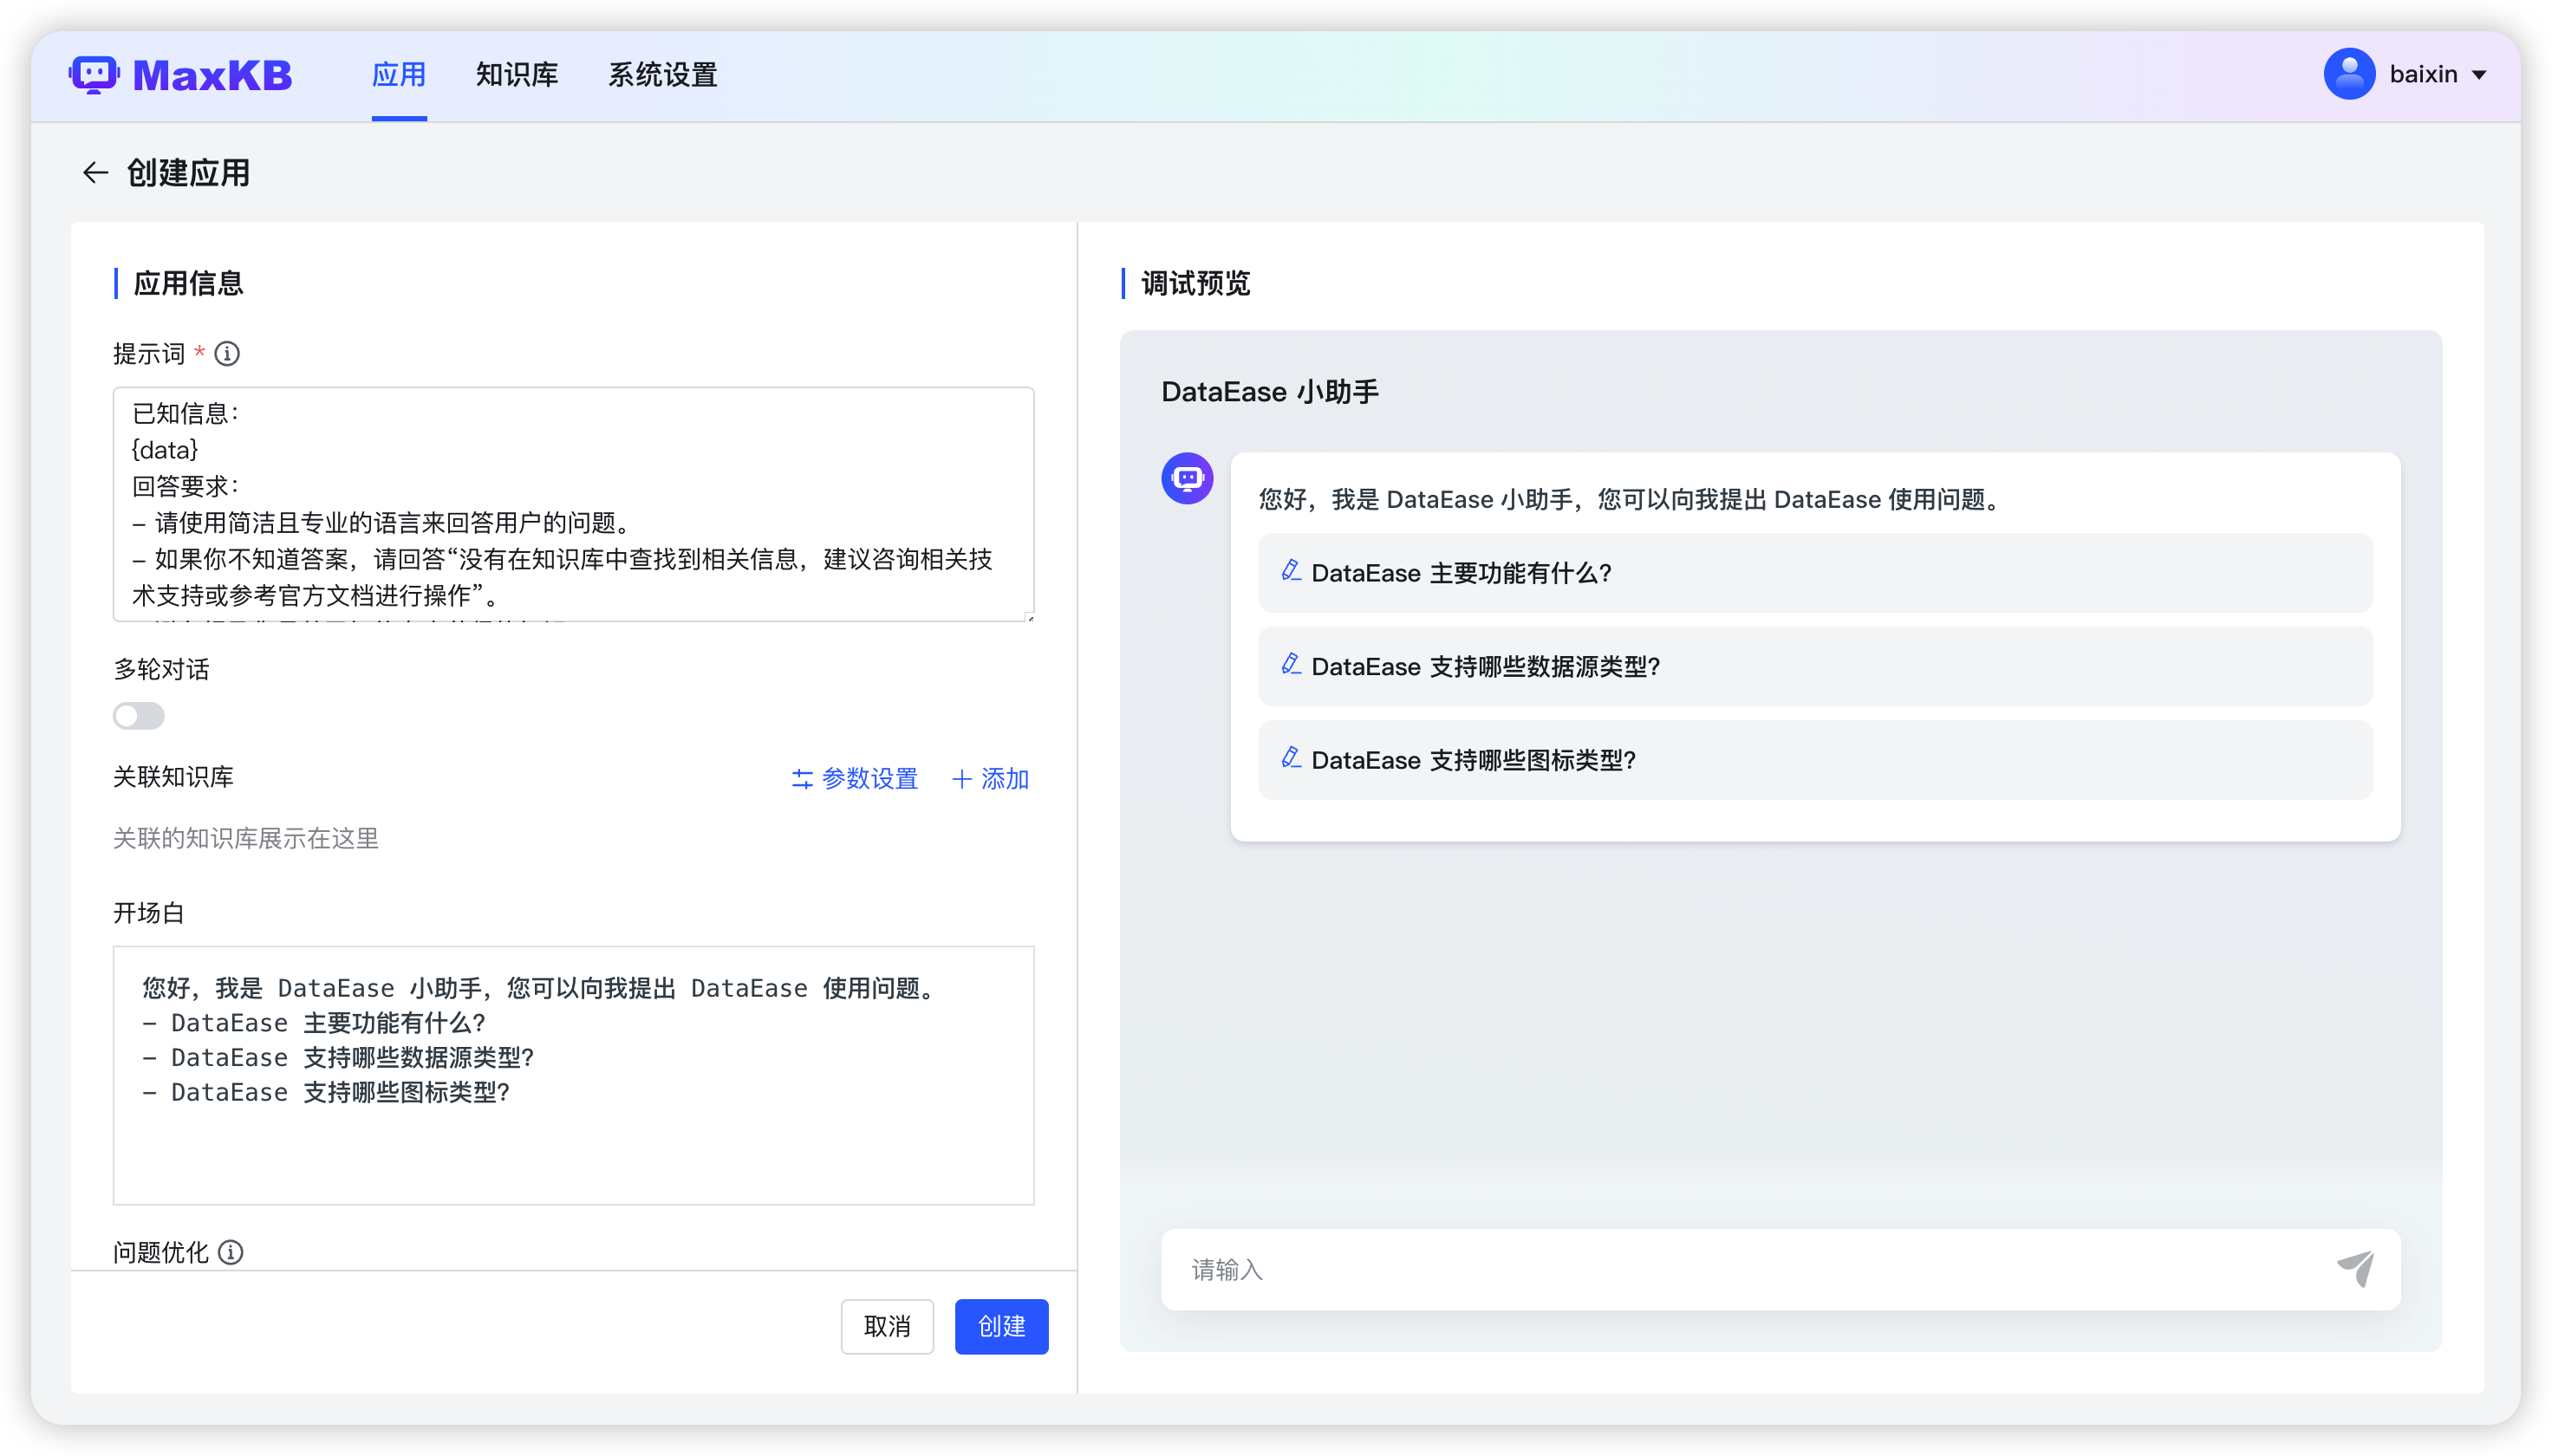 MaxKB
应用 知识库 系统设置
baixin
创建应用
应用信息
提示词 *
已知信息：
{data}
回答要求：
- 请使用简洁且专业的语言来回答用户的问题。
- 如果你不知道答案，请回答“没有在知识库中查找到相关信息，建议咨询相关技
术支持或参考官方文档进行操作”。
多轮对话
关联知识库
参数设置
添加
关联的知识库展示在这里
开场白
您好，我是 DataEase 小助手，您可以向我提出 DataEase 使用问题。
- DataEase 主要功能有什么？
- DataEase 支持哪些数据源类型？
- DataEase 支持哪些图标类型？
问题优化
取消
创建
调试预览
DataEase 小助手
您好，我是 DataEase 小助手，您可以向我提出 DataEase 使用问题。
DataEase 主要功能有什么？
DataEase 支持哪些数据源类型？
DataEase 支持哪些图标类型？
请输入